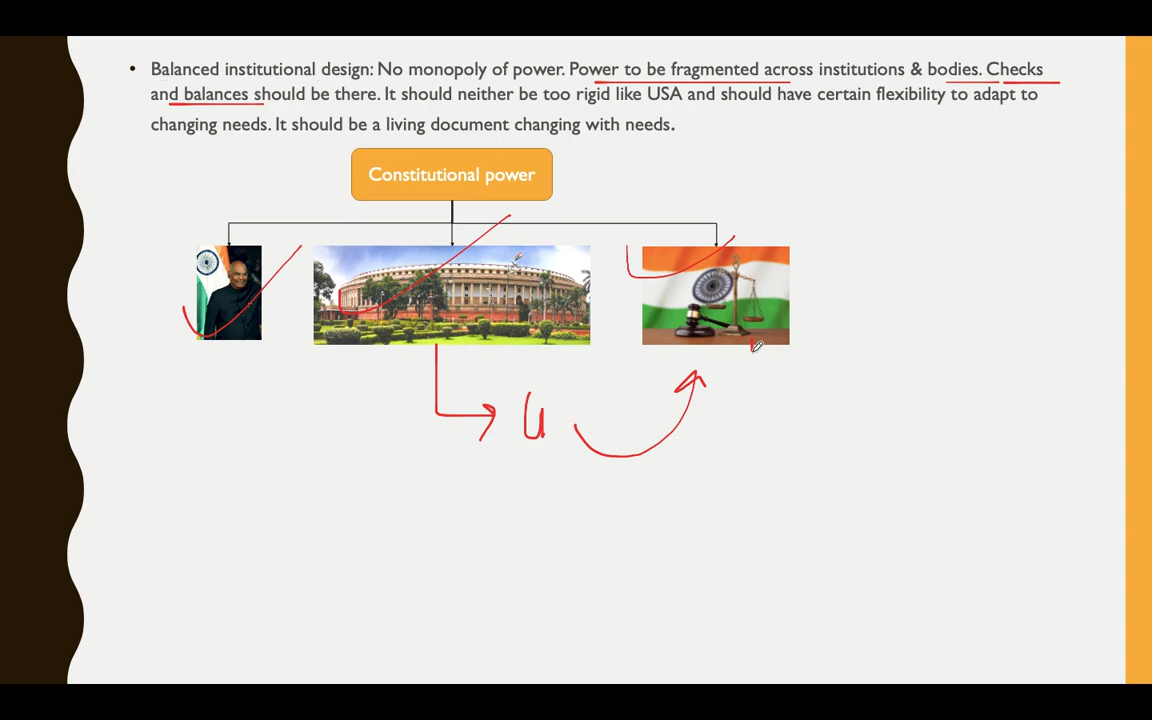 • Balanced institutional design: No monopoly of power. Power to be fragmented across institutions & bodies. Checks
and balances should be there. It should neither be too rigid like USA and should have certain flexibility to adapt to
changing needs. It should be a living document changing with needs.
Constitutional power